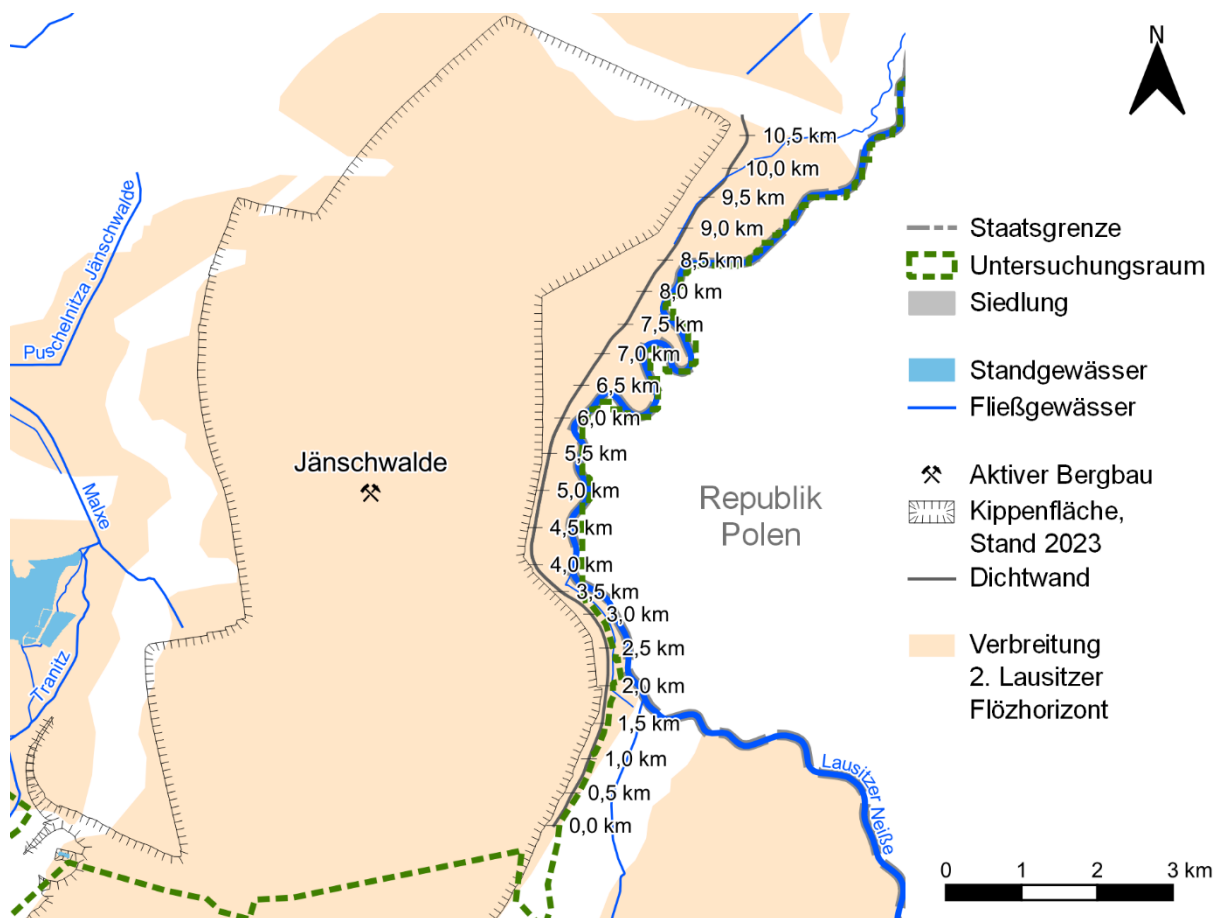 N
10,5 km
10,0 km
9,5 km
9,0 km
8,5 km
8,0 km
7,5 km
7,0 km
6,5 km
6,0 km
5,5 km
5,0 km
4,5 km
4,0 km
3,5 km
3,0 km
2,5 km
2,0 km
1,5 km
1,0 km
0,5 km
0,0 km
Puschelnitza Jänschwalde
Malxe
Tranitz
Jänschwalde
Republik
Polen
Lausitzer Neiße
Staatsgrenze
Untersuchungsraum
Siedlung
Standgewässer
Fließgewässer
Aktiver Bergbau
Kippenfläche,
Stand 2023
Dichtwand
Verbreitung
2. Lausitzer
Flözhorizont
0 1 2 3 km